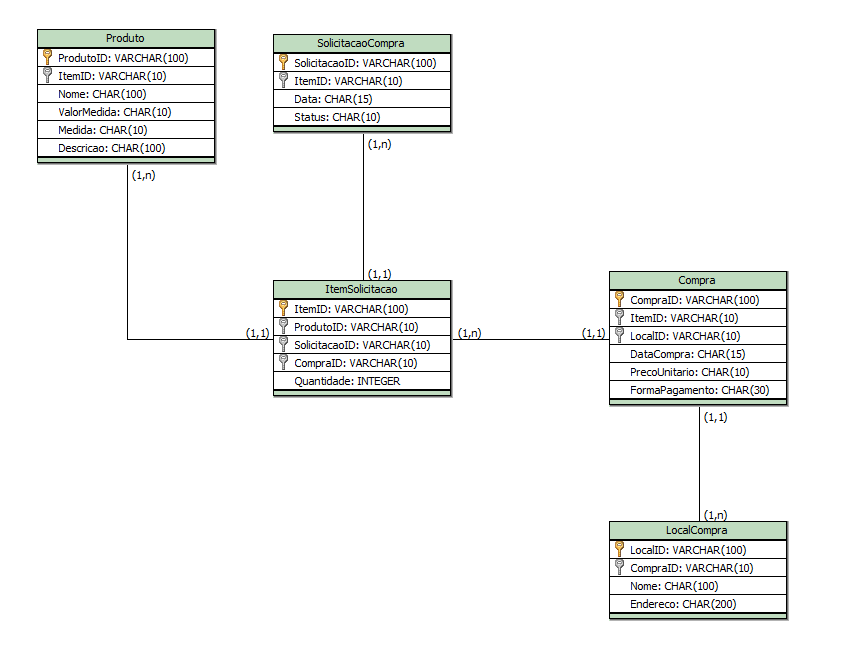 Produto
ProdutoID: VARCHAR(100)
ItemID: VARCHAR(10)
Nome: CHAR(100)
ValorMedida: CHAR(10)
Medida: CHAR(10)
Descricao: CHAR(100)
(1,n)
SolicitacaoCompra
SolicitacaoID: VARCHAR(100)
ItemID: VARCHAR(10)
Data: CHAR(15)
Status: CHAR(10)
(1,n)
(1,1)
ItemSolicitacao
ItemID: VARCHAR(100)
ProdutoID: VARCHAR(10)
SolicitacaoID: VARCHAR(10)
CompraID: VARCHAR(10)
Quantidade: INTEGER
(1,1)
(1,n)
(1,1)
Compra
CompraID: VARCHAR(100)
ItemID: VARCHAR(10)
LocalID: VARCHAR(10)
DataCompra: CHAR(15)
PrecoUnitario: CHAR(10)
FormaPagamento: CHAR(30)
(1,1)
(1,n)
LocalCompra
LocalID: VARCHAR(100)
CompraID: VARCHAR(10)
Nome: CHAR(100)
Endereco: CHAR(200)